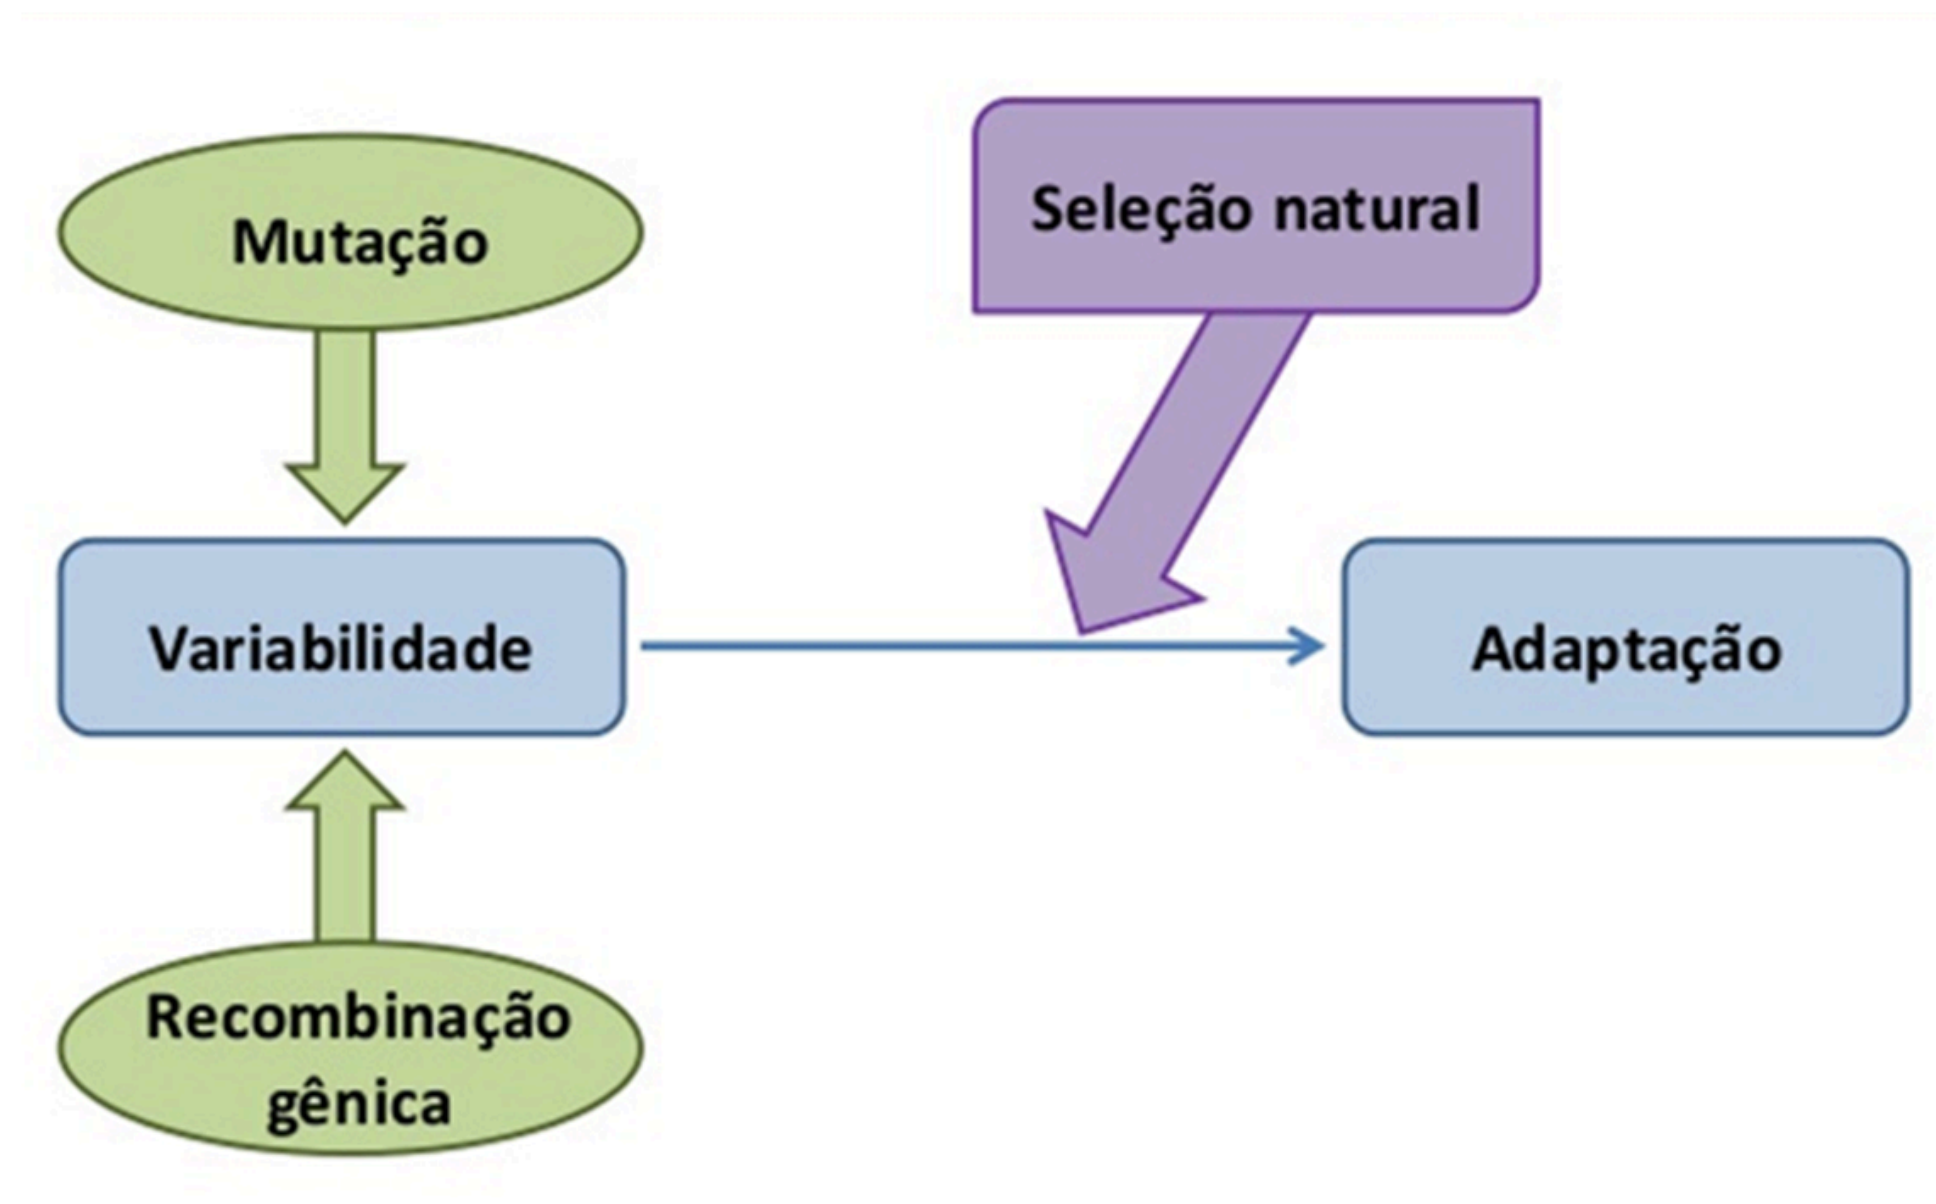 Mutação
Seleção natural
Variabilidade
Adaptação
Recombinação
gênica